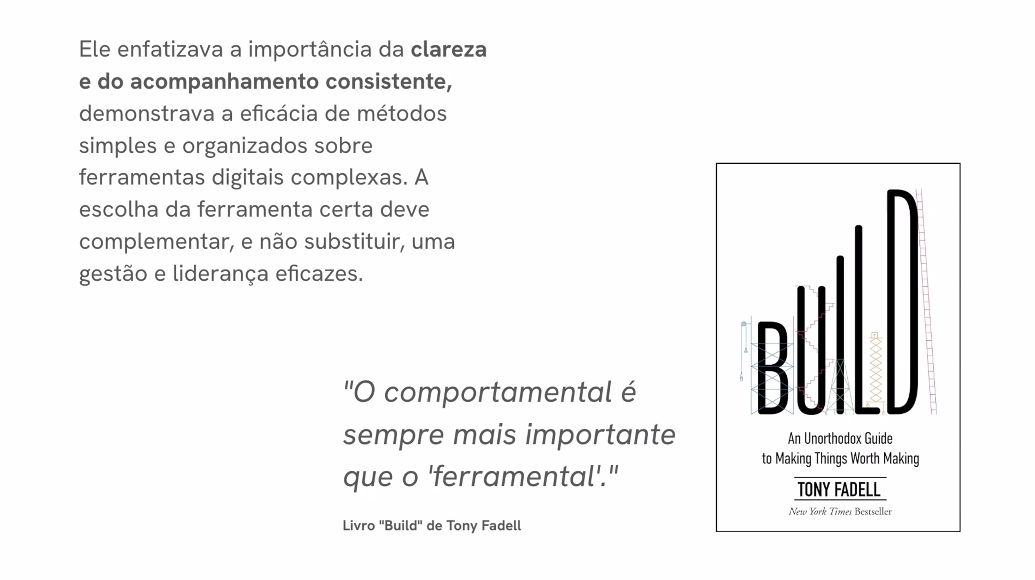 Ele enfatizava a importância da clareza
e do acompanhamento consistente,
demonstrava a eficácia de métodos
simples e organizados sobre
ferramentas digitais complexas. A
escolha da ferramenta certa deve
complementar, e não substituir, uma
gestão e liderança eficazes.
"O comportamental é
sempre mais importante
que o 'ferramental'."
Livro "Build" de Tony Fadell
BUILD
An Unorthodox Guide
to Making Things Worth Making
TONY FADELL
New York Times Bestseller